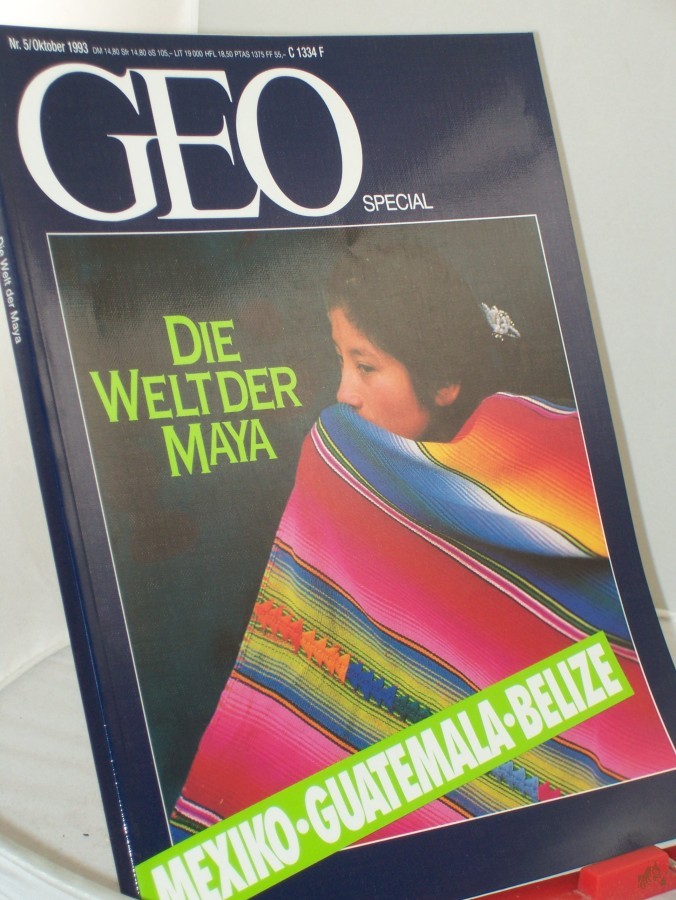 Nr. 5/Oktober 1993 DM 14,80 Sfr 14,80 öS 105,- LIT 19 000 HFL 18,50 PTAS 1375 FF 55,- C 1334 F
GEO
SPECIAL
Die Welt der Maya
DIE
WELT DER
MAYA
MEXIKO·GUATEMALA·BELIZE